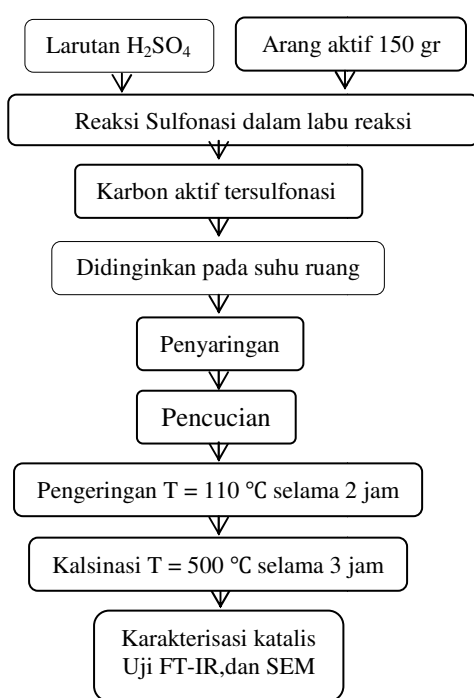 Larutan H₂SO₄
Arang aktif 150 gr
Reaksi Sulfonasi dalam labu reaksi
Karbon aktif tersulfonasi
Didinginkan pada suhu ruang
Penyaringan
Pencucian
Pengeringan T = 110 ℃ selama 2 jam
Kalsinasi T = 500 ℃ selama 3 jam
Karakterisasi katalis
Uji FT-IR,dan SEM